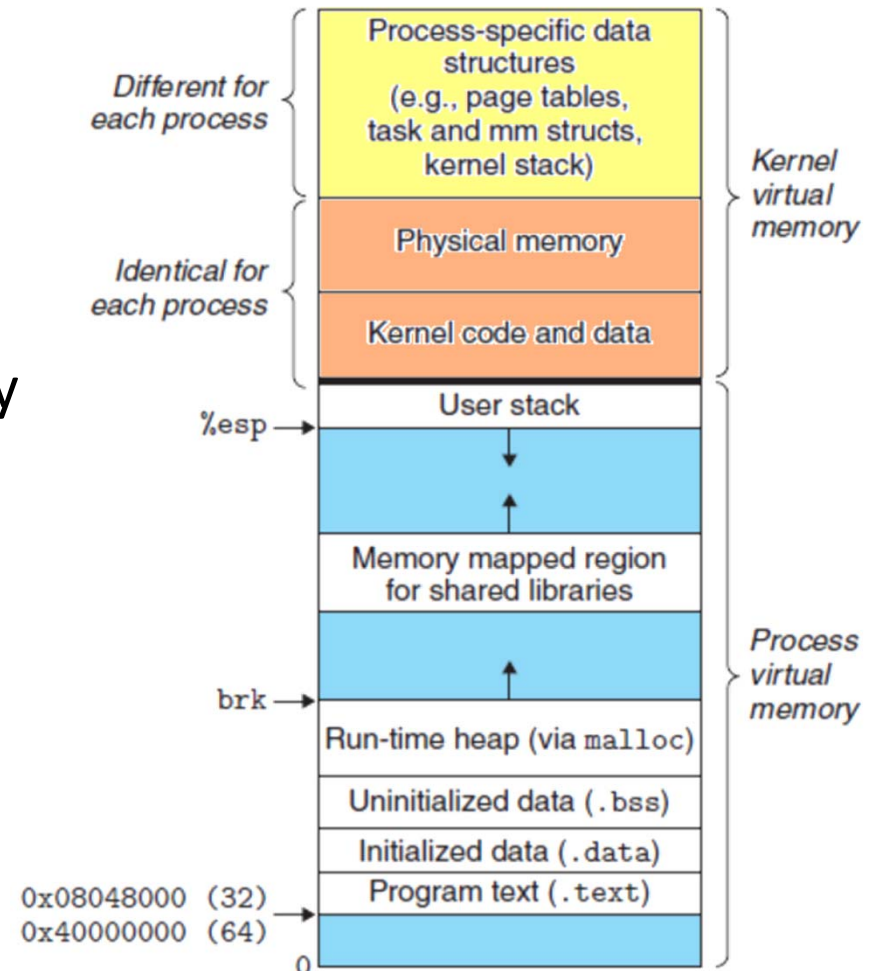 Process-specific data
structures
(e.g., page tables,
task and mm structs,
kernel stack)
Different for
each process
Kernel
virtual
memory
Physical memory
Identical for
each process
Kernel code and data
y
User stack
%esp
Memory mapped region
for shared libraries
Process
virtual
memory
brk
Run-time heap (via malloc)
Uninitialized data (.bss)
Initialized data (.data)
Program text (.text)
0x08048000 (32)
0x40000000 (64)
0